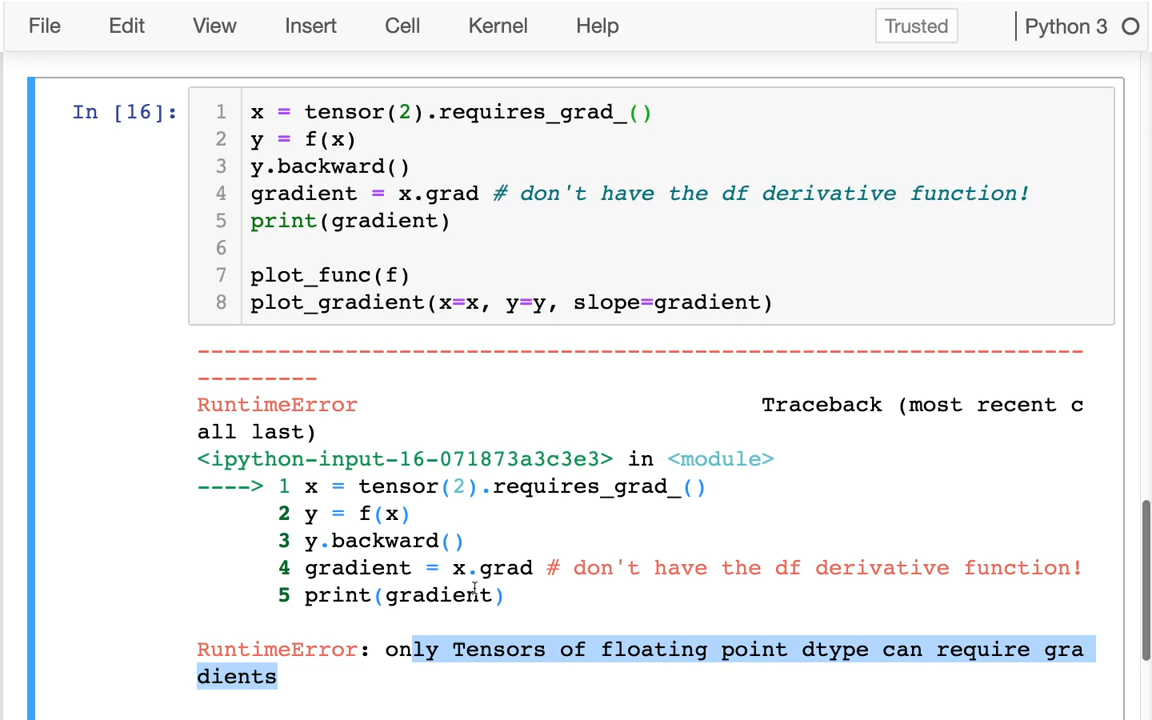 File Edit View Insert Cell Kernel Help Trusted Python 3
In [16]:
1 x = tensor(2).requires_grad_()
2 y = f(x)
3 y.backward()
4 gradient = x.grad # don't have the df derivative function!
5 print(gradient)
6
7 plot_func(f)
8 plot_gradient(x=x, y=y, slope=gradient)
------------------------------------------------------------------
---------
RuntimeError Traceback (most recent c
all last)
<ipython-input-16-071873a3c3e3> in <module>
----> 1 x = tensor(2).requires_grad_()
2 y = f(x)
3 y.backward()
4 gradient = x.grad # don't have the df derivative function!
5 print(gradient)
RuntimeError: only Tensors of floating point dtype can require gra
dients